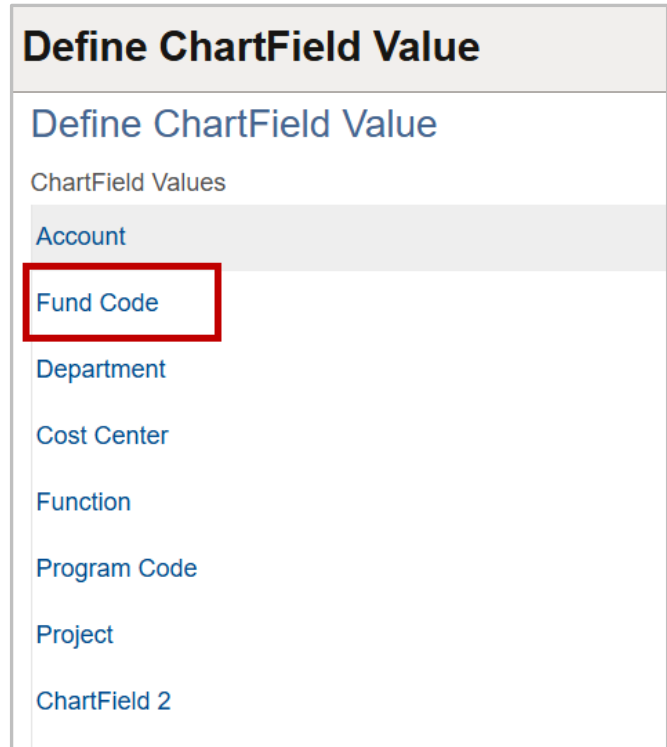 Define ChartField Value
Define ChartField Value
ChartField Values
Account
Fund Code
Department
Cost Center
Function
Program Code
Project
ChartField 2